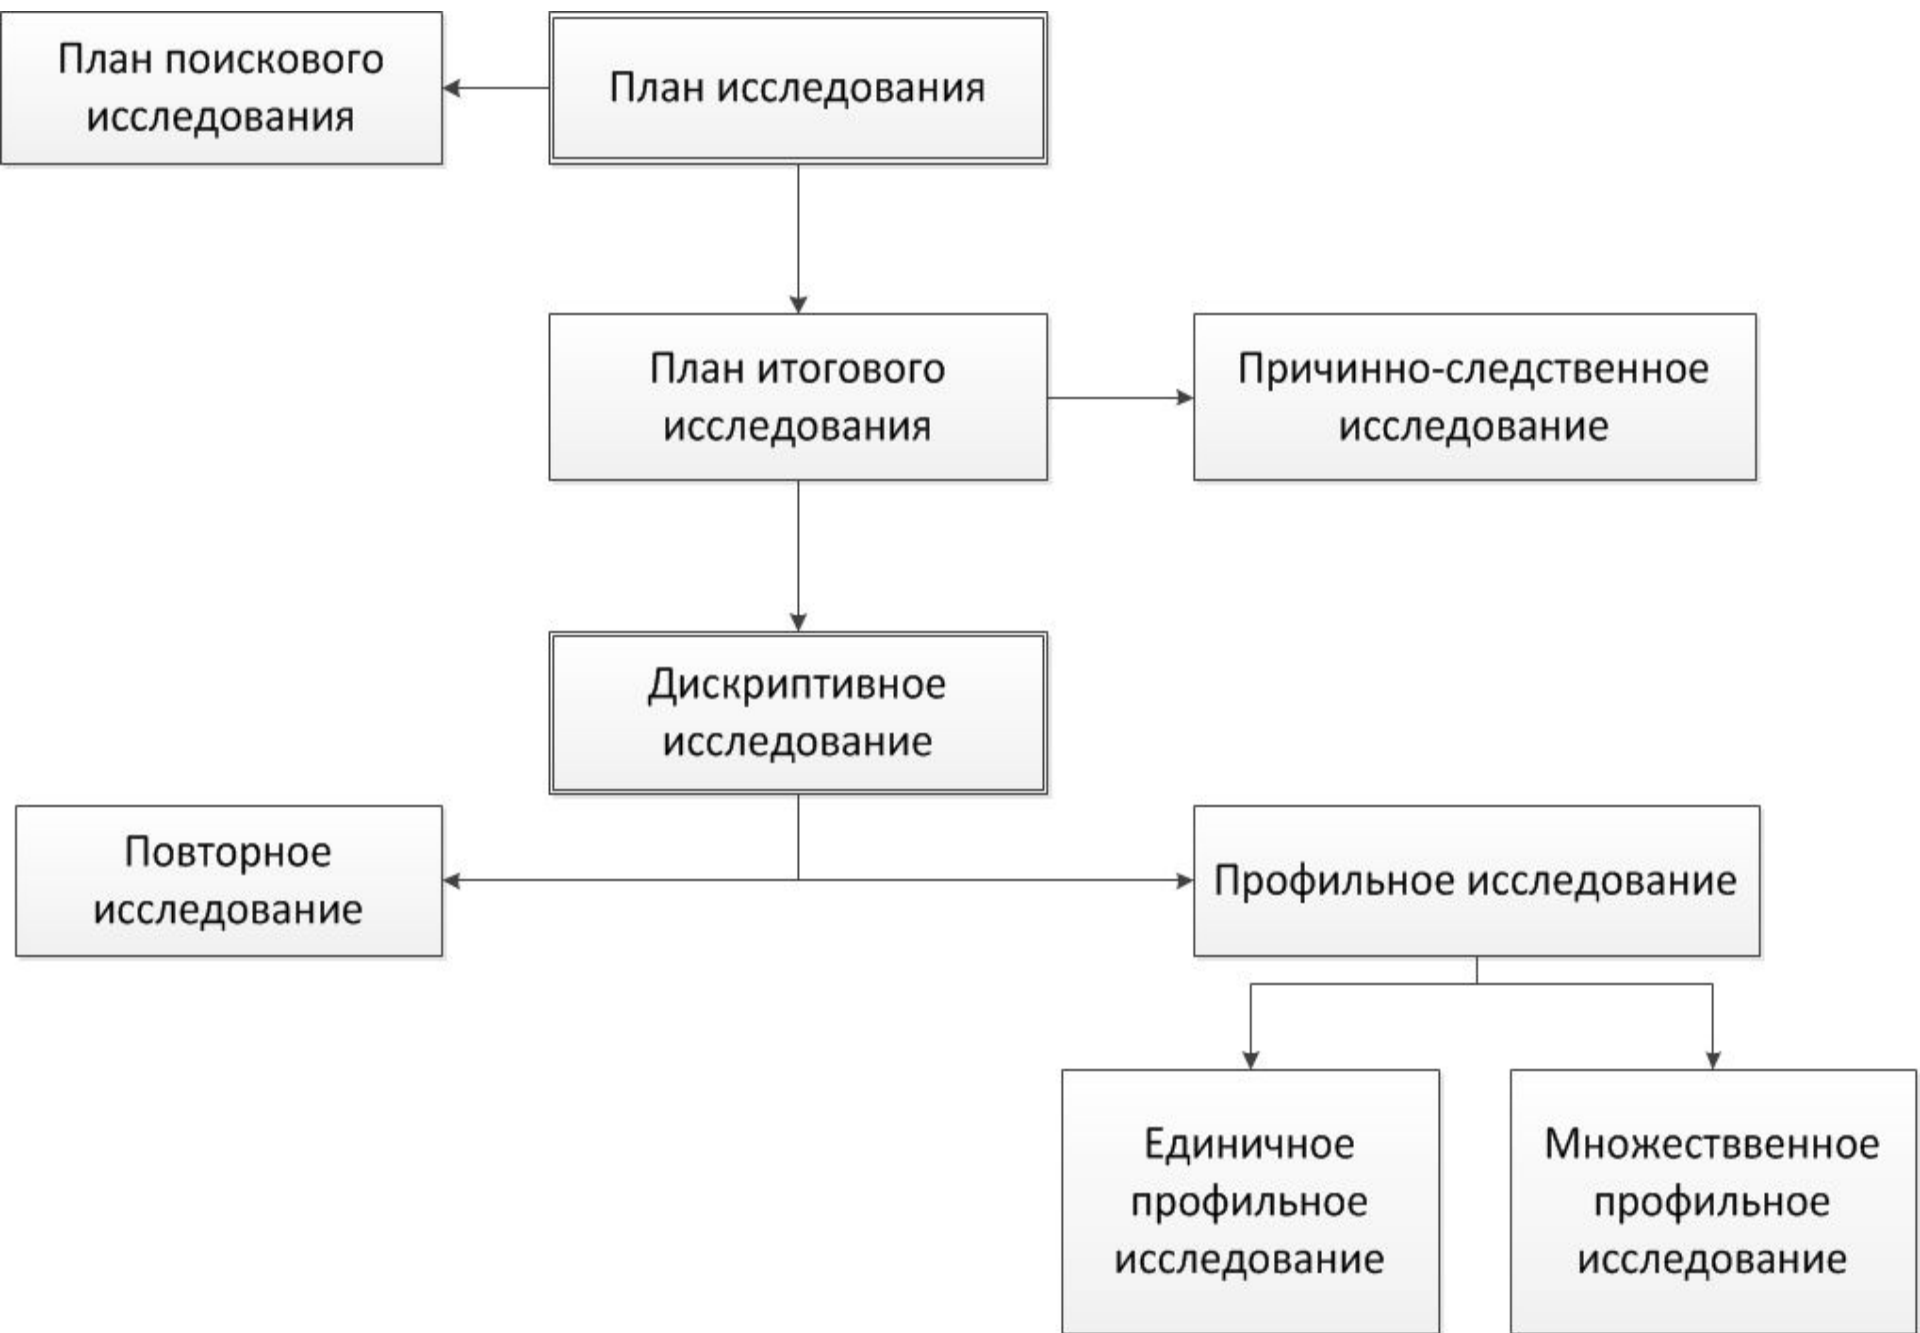 План поискового
исследования
План исследования
План итогового
исследования
Причинно-следственное
исследование
Дискриптивное
исследование
Повторное
исследование
Профильное исследование
Единичное
профильное
исследование
Множестввенное
профильное
исследование